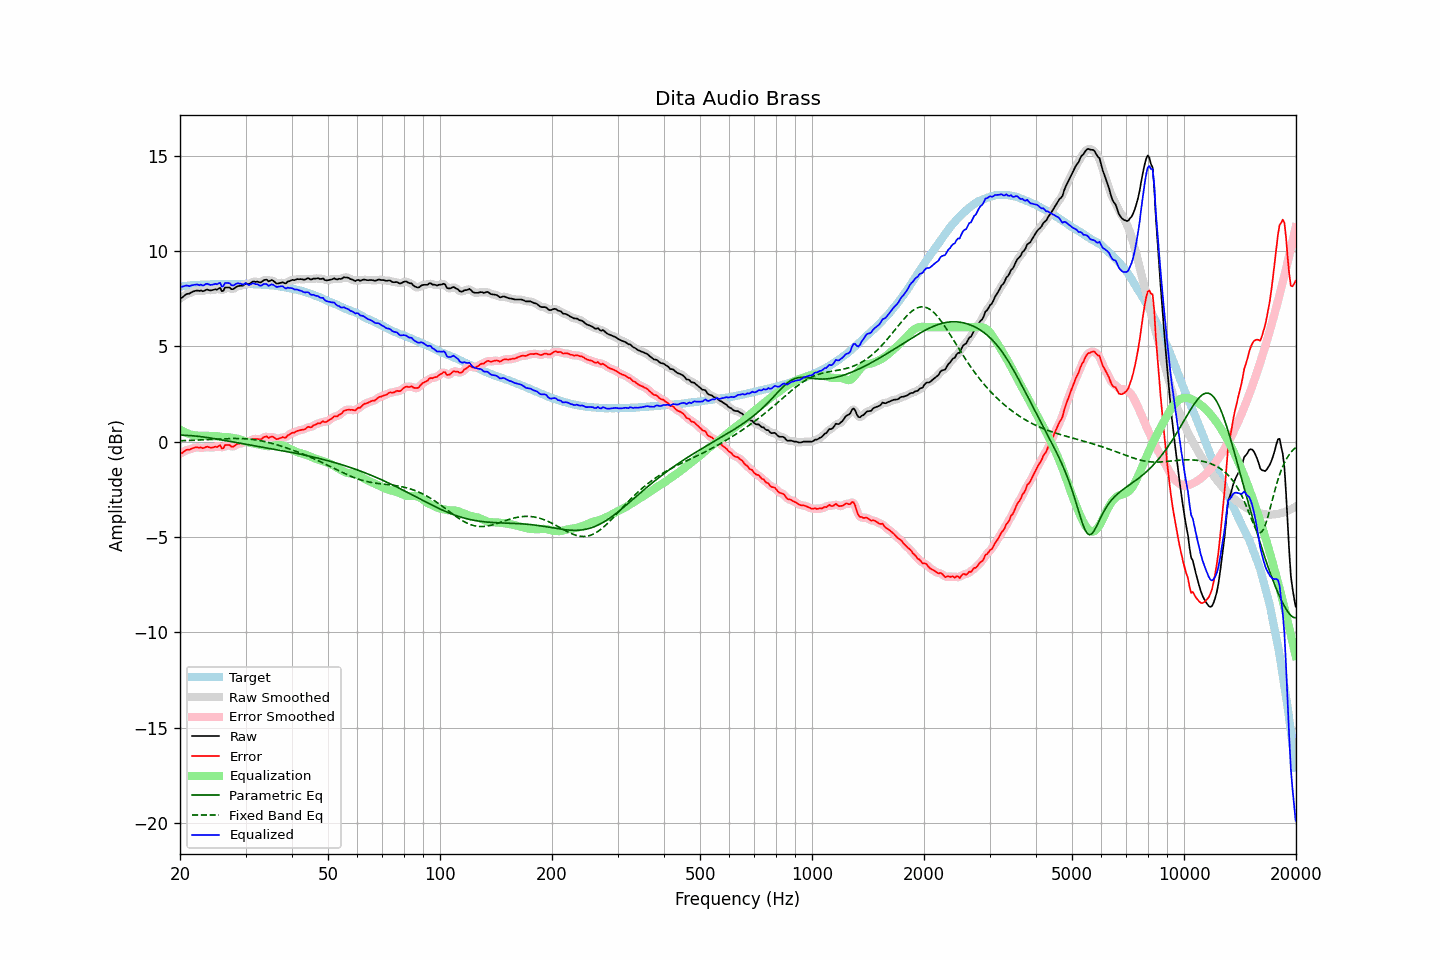 Dita Audio Brass
Amplitude (dBr)
15
10
5
0
−5
−10
−15
−20
Target
Raw Smoothed
Error Smoothed
Raw
Error
Equalization
Parametric Eq
Fixed Band Eq
Equalized
20 50 100 200 500 1000 2000 5000 10000 20000
Frequency (Hz)